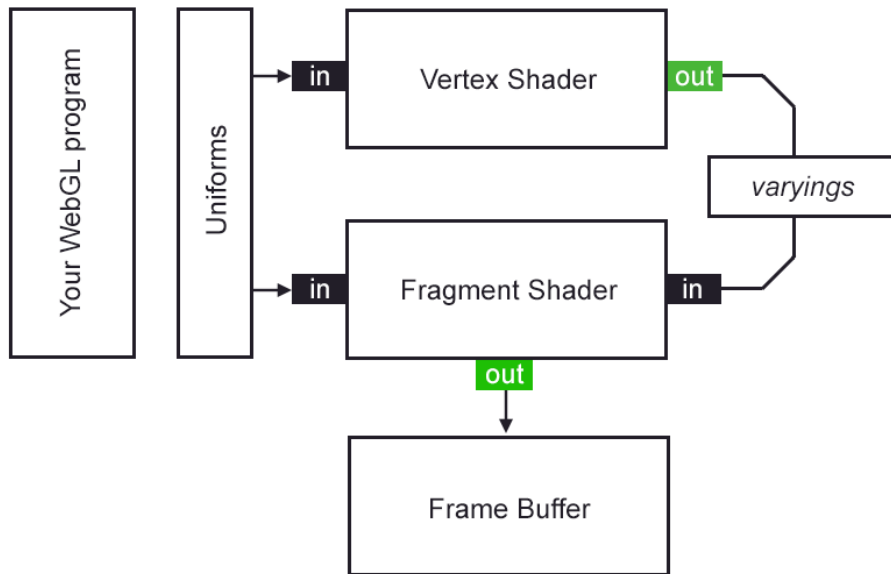 Your WebGL program
Uniforms
in
Vertex Shader
out
varyings
in
Fragment Shader
in
out
Frame Buffer